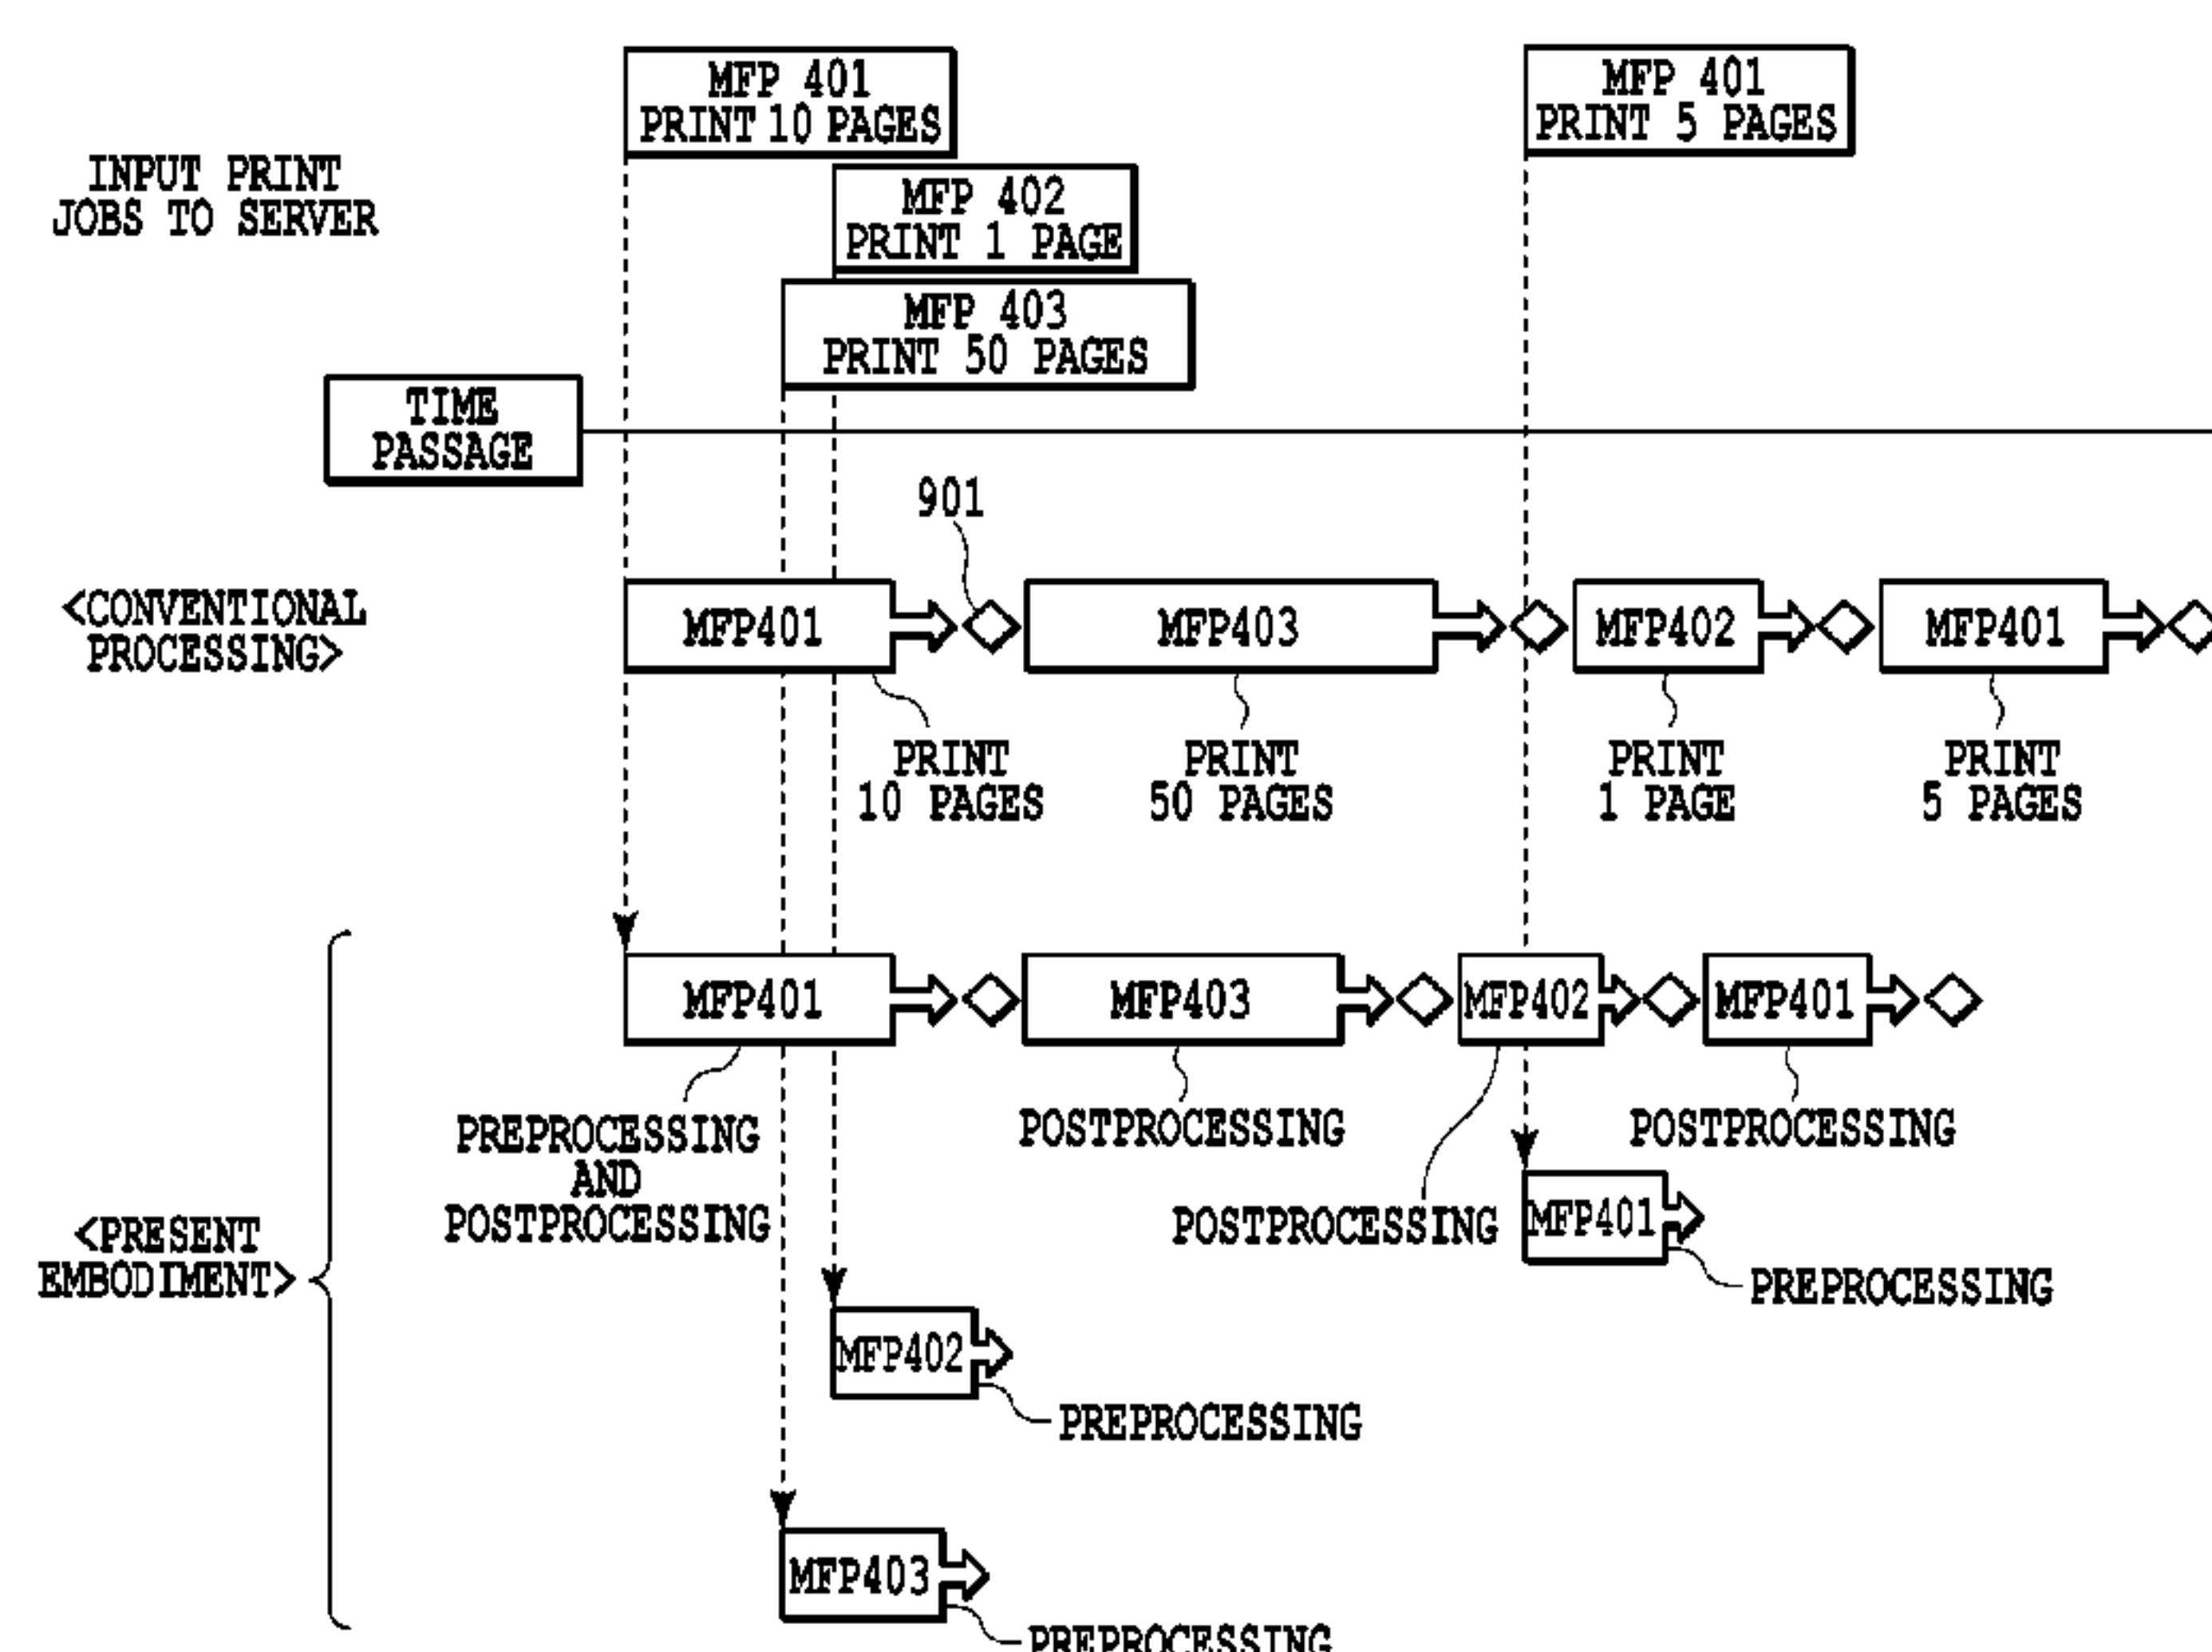 MFP 401
PRINT 10 PAGES
MFP 401
PRINT 5 PAGES
INPUT PRINT
JOBS TO SERVER
MFP 402
PRINT 1 PAGE
MFP 403
PRINT 50 PAGES
TIME
PASSAGE
901
<CONVENTIONAL
PROCESSING>
MFP401
MFP403
MFP402
MFP401
PRINT
10 PAGES
PRINT
50 PAGES
PRINT
1 PAGE
PRINT
5 PAGES
MFP401
MFP403
MFP402
MFP401
PREPROCESSING
AND
POSTPROCESSING
POSTPROCESSING
POSTPROCESSING
POSTPROCESSING
MFP401
PREPROCESSING
<PRESENT
EMBODIMENT>
MFP402
PREPROCESSING
MFP403
PREPROCESSING